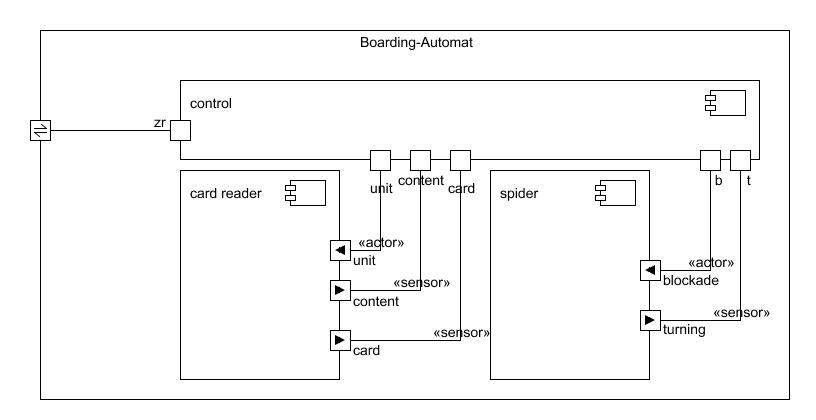 Boarding-Automat
control
zr
unit
content
card
b
t
card reader
spider
«actor»
unit
«sensor»
content
«sensor»
card
«actor»
blockade
«sensor»
turning